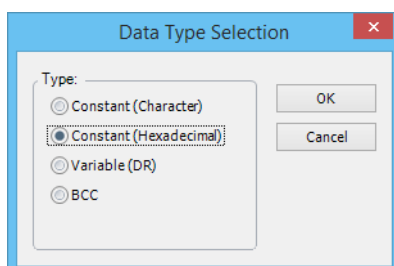 Data Type Selection
Type:
Constant (Character)
Constant (Hexadecimal)
Variable (DR)
BCC
OK
Cancel